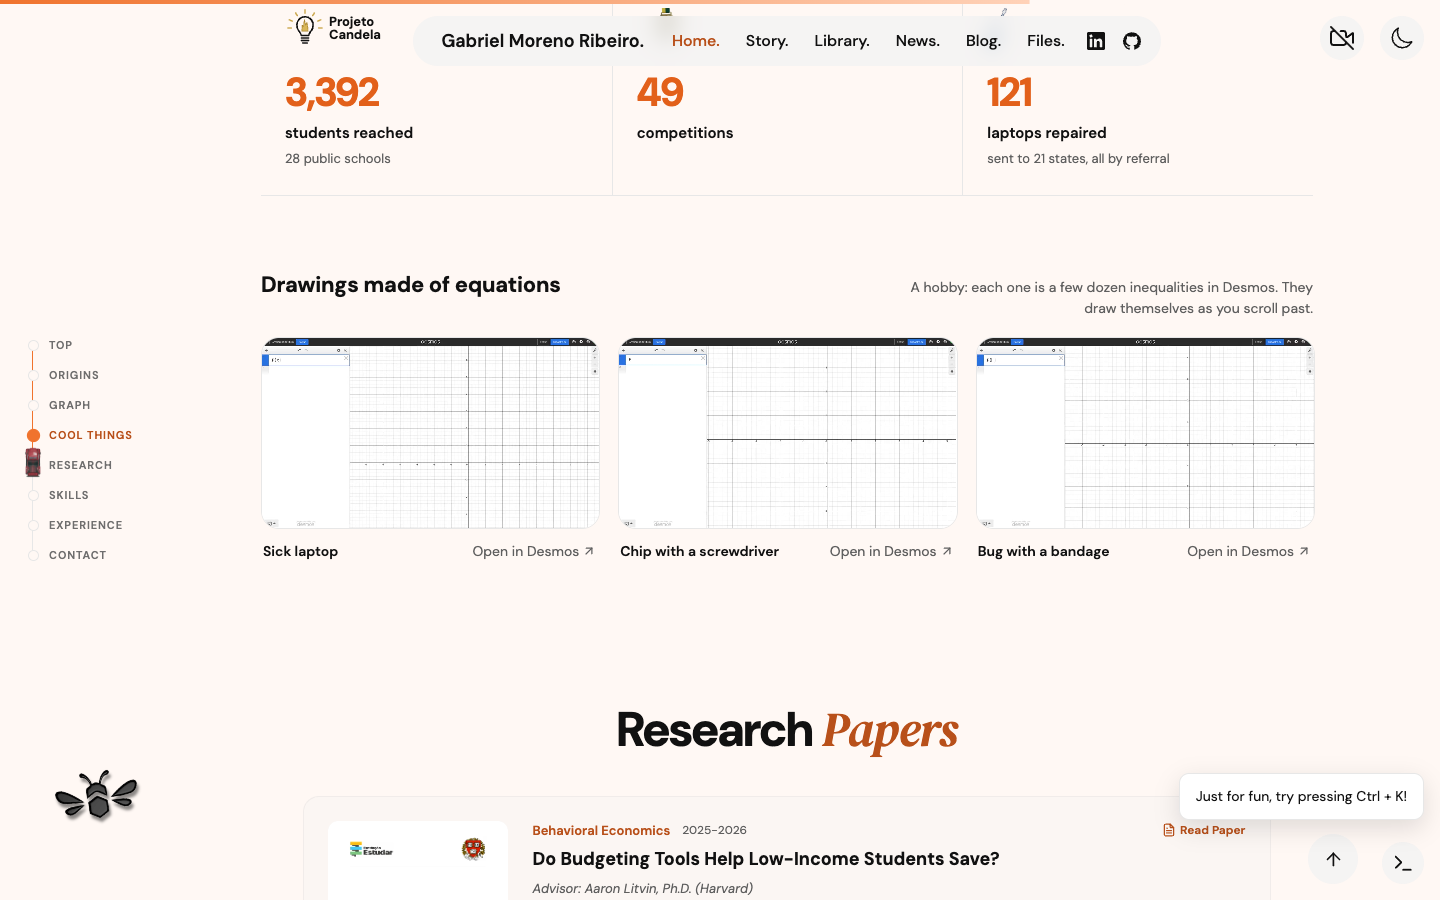 Projeto
Candela
Gabriel Moreno Ribeiro.
Home.
Story.
Library.
News.
Blog.
Files.
3,392
students reached
28 public schools
49
competitions
121
laptops repaired
sent to 21 states, all by referral
Drawings made of equations
A hobby: each one is a few dozen inequalities in Desmos. They
draw themselves as you scroll past.
TOP
ORIGINS
GRAPH
COOL THINGS
RESEARCH
SKILLS
EXPERIENCE
CONTACT
Sick laptop
Open in Desmos
Chip with a screwdriver
Open in Desmos
Bug with a bandage
Open in Desmos
Research Papers
Just for fun, try pressing Ctrl + K!
Estudar
Behavioral Economics
2025-2026
Read Paper
Do Budgeting Tools Help Low-Income Students Save?
Advisor: Aaron Litvin, Ph.D. (Harvard)